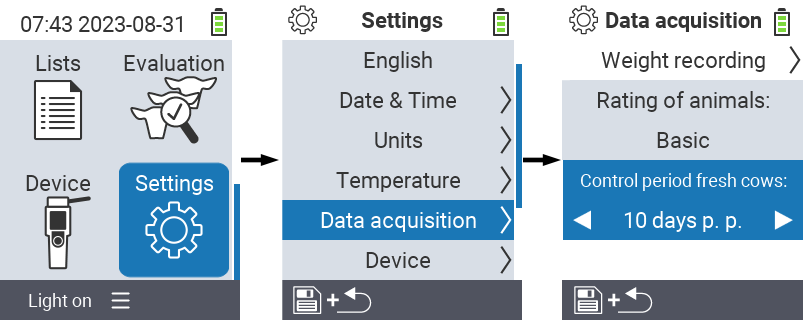 07:43 2023-08-31
Lists
Evaluation
Device
Settings
Light on
Settings
English
Date & Time
Units
Temperature
Data acquisition
Device
+
Data acquisition
Weight recording
Rating of animals:
Basic
Control period fresh cows:
10 days p. p.
+